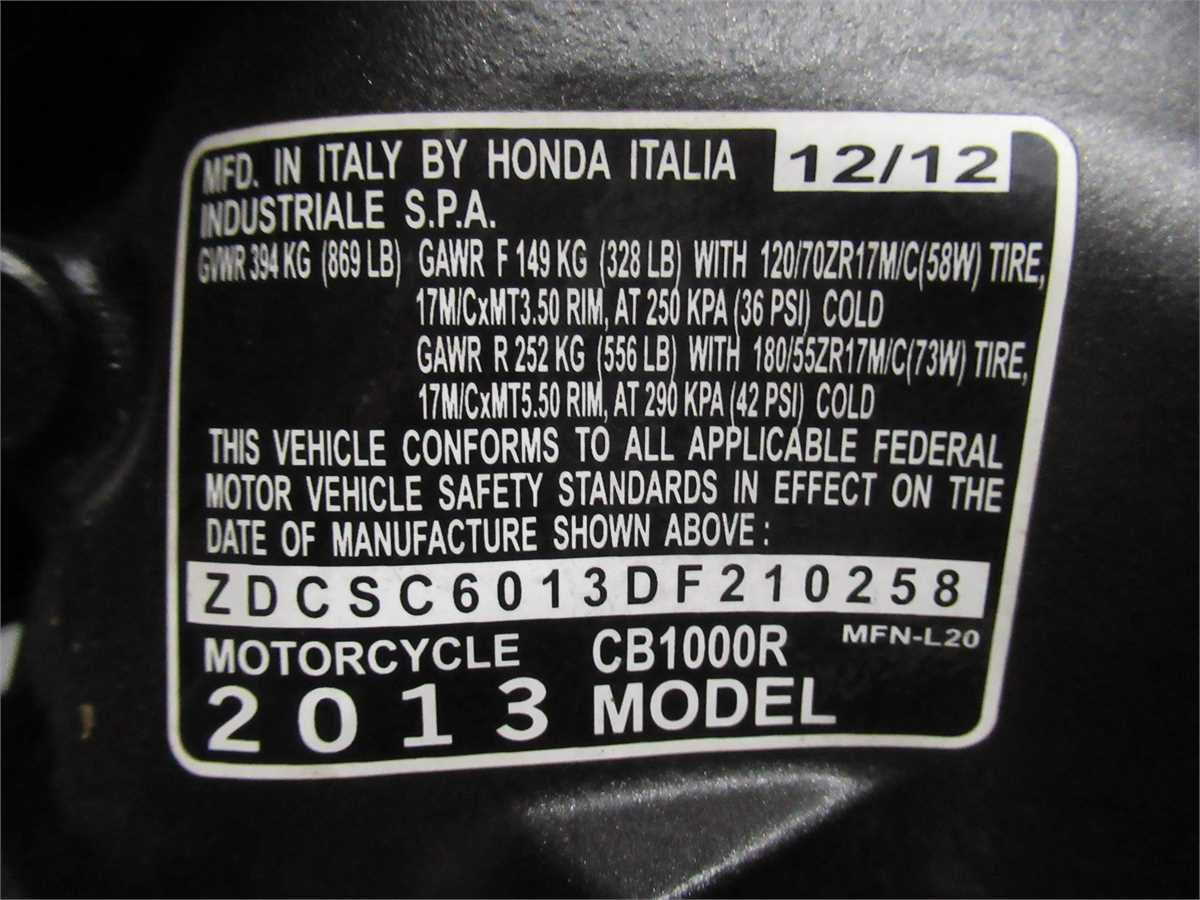 MFD. IN ITALY BY HONDA ITALIA 12/12
INDUSTRIALE S.P.A.
GVWR 394 KG (869 LB) GAWR F 149 KG (328 LB) WITH 120/70ZR17M/C(58W) TIRE,
17M/CxMT3.50 RIM, AT 250 KPA (36 PSI) COLD
GAWR R 252 KG (556 LB) WITH 180/55ZR17M/C(73W) TIRE,
17M/CxMT5.50 RIM, AT 290 KPA (42 PSI) COLD
THIS VEHICLE CONFORMS TO ALL APPLICABLE FEDERAL
MOTOR VEHICLE SAFETY STANDARDS IN EFFECT ON THE
DATE OF MANUFACTURE SHOWN ABOVE :
ZDCSC6013DF210258
MOTORCYCLE CB1000R MFN-L20
2013 MODEL